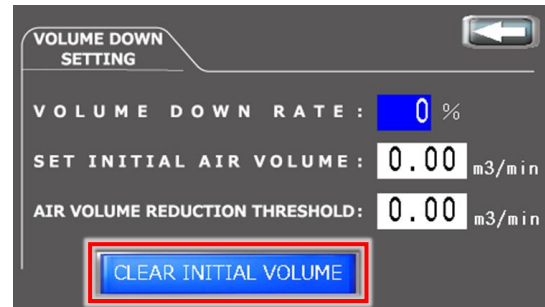 VOLUME DOWN
SETTING
VOLUME DOWN RATE: 0 %
SET INITIAL AIR VOLUME: 0.00 m3/min
AIR VOLUME REDUCTION THRESHOLD: 0.00 m3/min
CLEAR INITIAL VOLUME